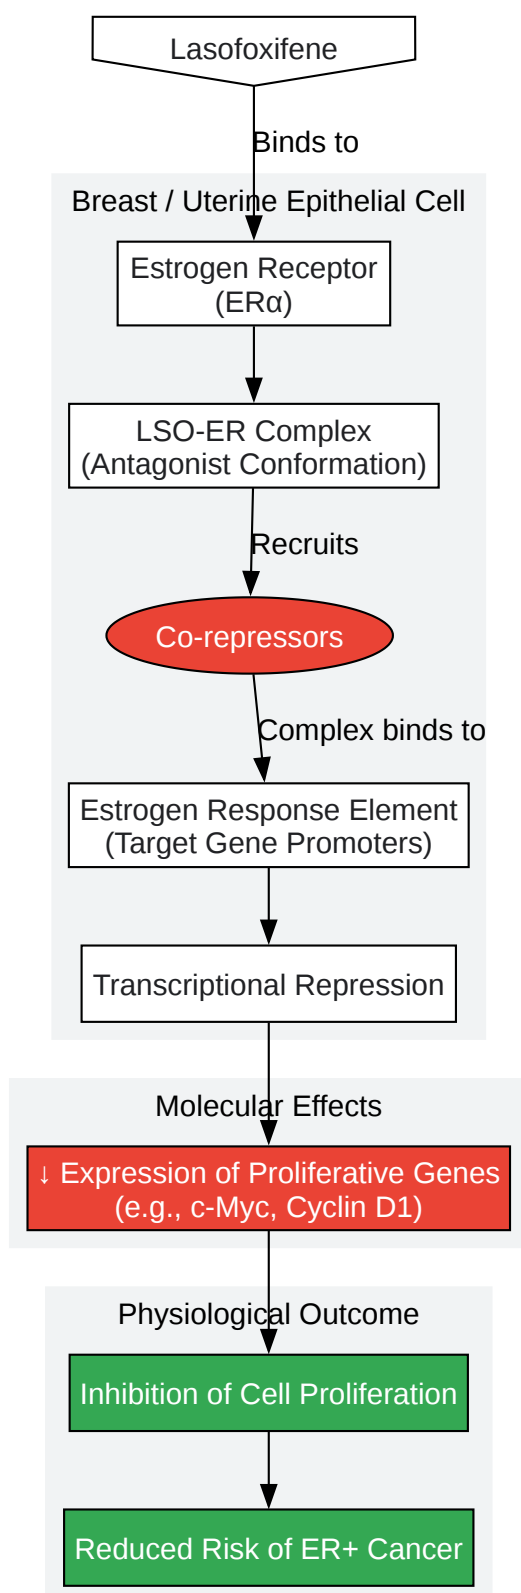 Lasofoxifene
Binds to
Breast / Uterine Epithelial Cell
Estrogen Receptor
(ERα)
LSO-ER Complex
(Antagonist Conformation)
Recruits
Co-repressors
Complex binds to
Estrogen Response Element
(Target Gene Promoters)
Transcriptional Repression
Molecular Effects
↓ Expression of Proliferative Genes
(e.g., c-Myc, Cyclin D1)
Physiological Outcome
Inhibition of Cell Proliferation
Reduced Risk of ER+ Cancer